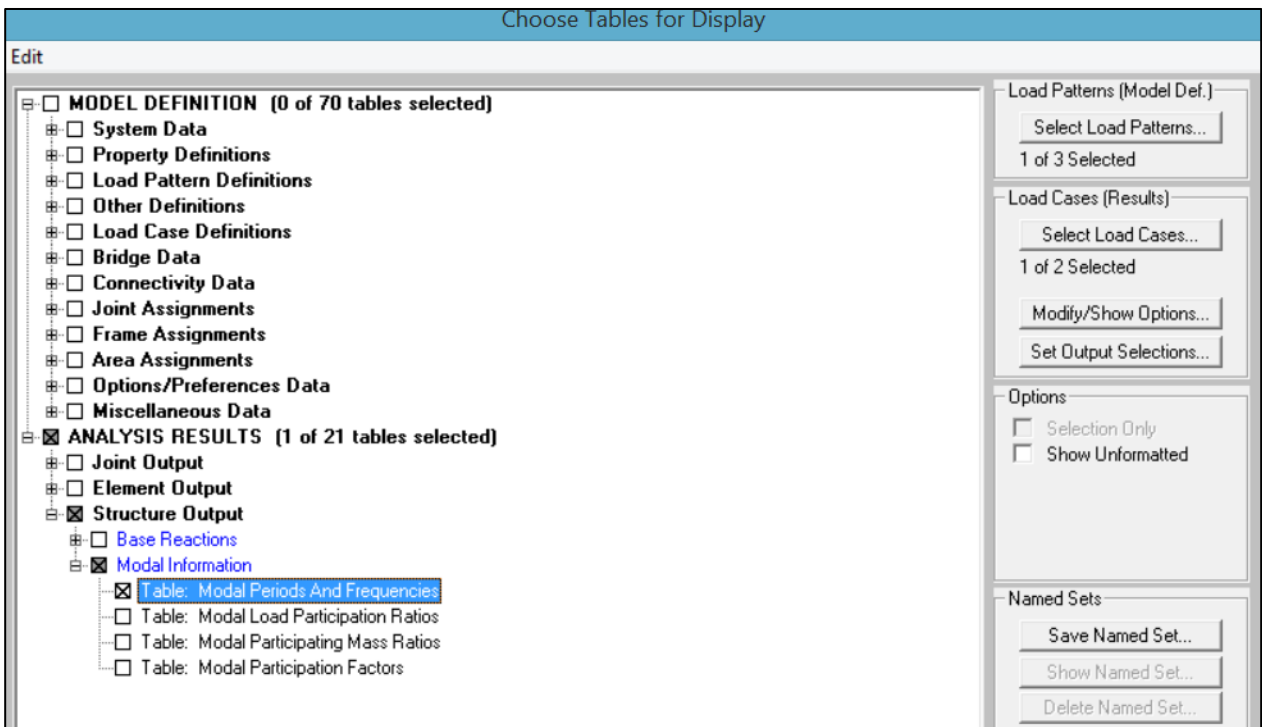 Choose Tables for Display
Edit
MODEL DEFINITION (0 of 70 tables selected)
System Data
Property Definitions
Load Pattern Definitions
Other Definitions
Load Case Definitions
Bridge Data
Connectivity Data
Joint Assignments
Frame Assignments
Area Assignments
Options/Preferences Data
Miscellaneous Data
ANALYSIS RESULTS (1 of 21 tables selected)
Joint Output
Element Output
Structure Output
Base Reactions
Modal Information
Table: Modal Periods And Frequencies
Table: Modal Load Participation Ratios
Table: Modal Participating Mass Ratios
Table: Modal Participation Factors
Load Patterns (Model Def.)
Select Load Patterns...
1 of 3 Selected
Load Cases (Results)
Select Load Cases...
1 of 2 Selected
Modify/Show Options...
Set Output Selections...
Options
Selection Only
Show Unformatted
Named Sets
Save Named Set...
Show Named Set...
Delete Named Set...